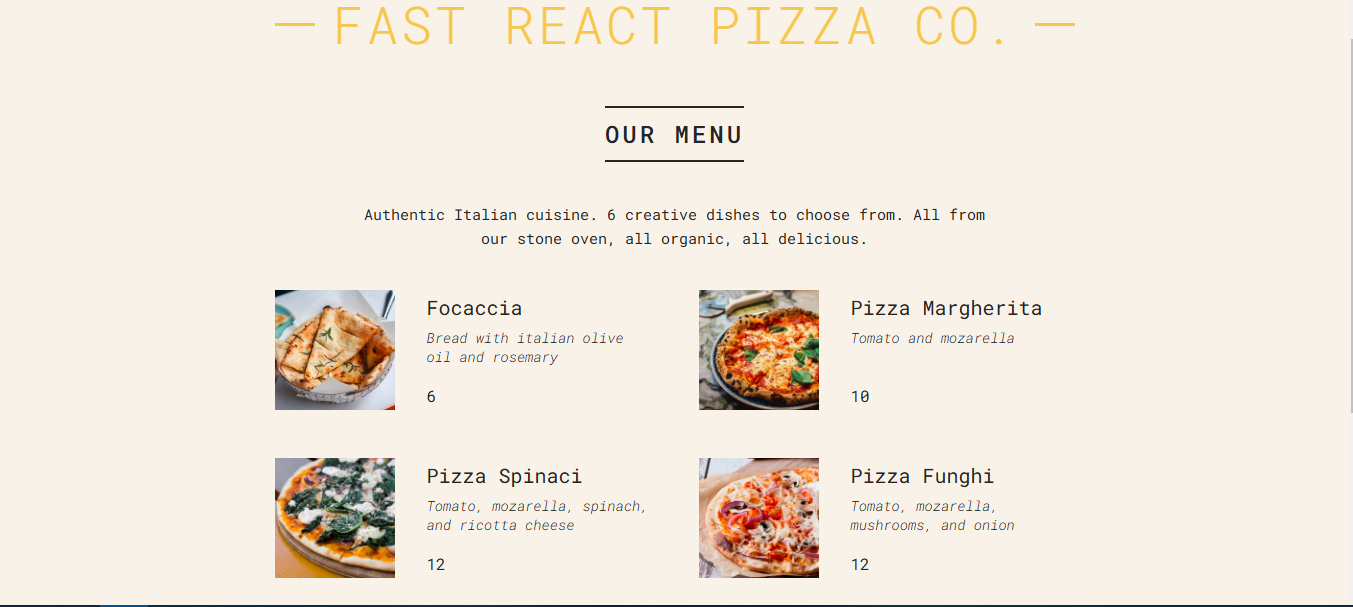 — FAST REACT PIZZA CO. —
OUR MENU
Authentic Italian cuisine. 6 creative dishes to choose from. All from
our stone oven, all organic, all delicious.
Focaccia
Bread with italian olive
oil and rosemary
6
Pizza Margherita
Tomato and mozarella
10
Pizza Spinaci
Tomato, mozarella, spinach,
and ricotta cheese
12
Pizza Funghi
Tomato, mozarella,
mushrooms, and onion
12